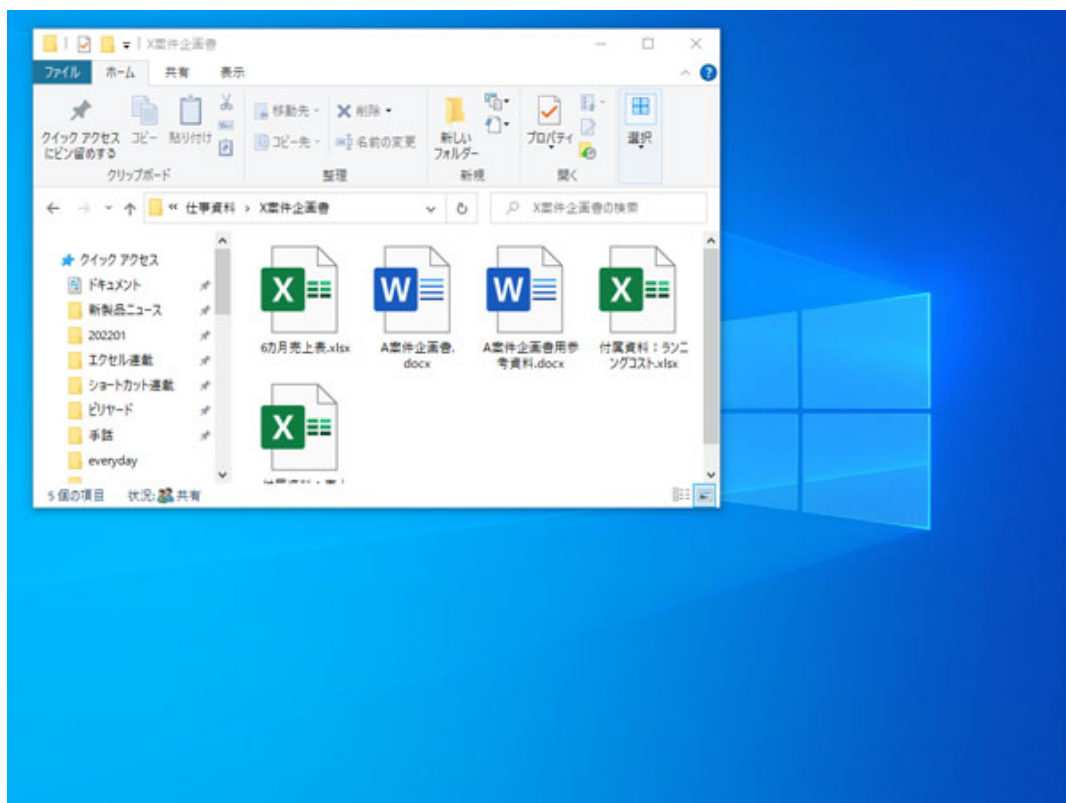 X案件企画書
ファイル ホーム 共有 表示
クイック アクセスにピン留めする
コピー
貼り付け
移動先
コピー先
削除
名前の変更
新しいフォルダー
プロパティ
選択
クリップボード 整理 新規 開く
« 仕事資料 › X案件企画書
X案件企画書の検索
クイック アクセス
ドキュメント
新製品ニュース
202201
エクセル連載
ショートカット連載
ビリヤード
手話
everyday
6カ月売上表.xlsx
A案件企画書.docx
A案件企画書用参考資料.docx
付属資料：ランニングコスト.xlsx
5 個の項目 状況: 共有